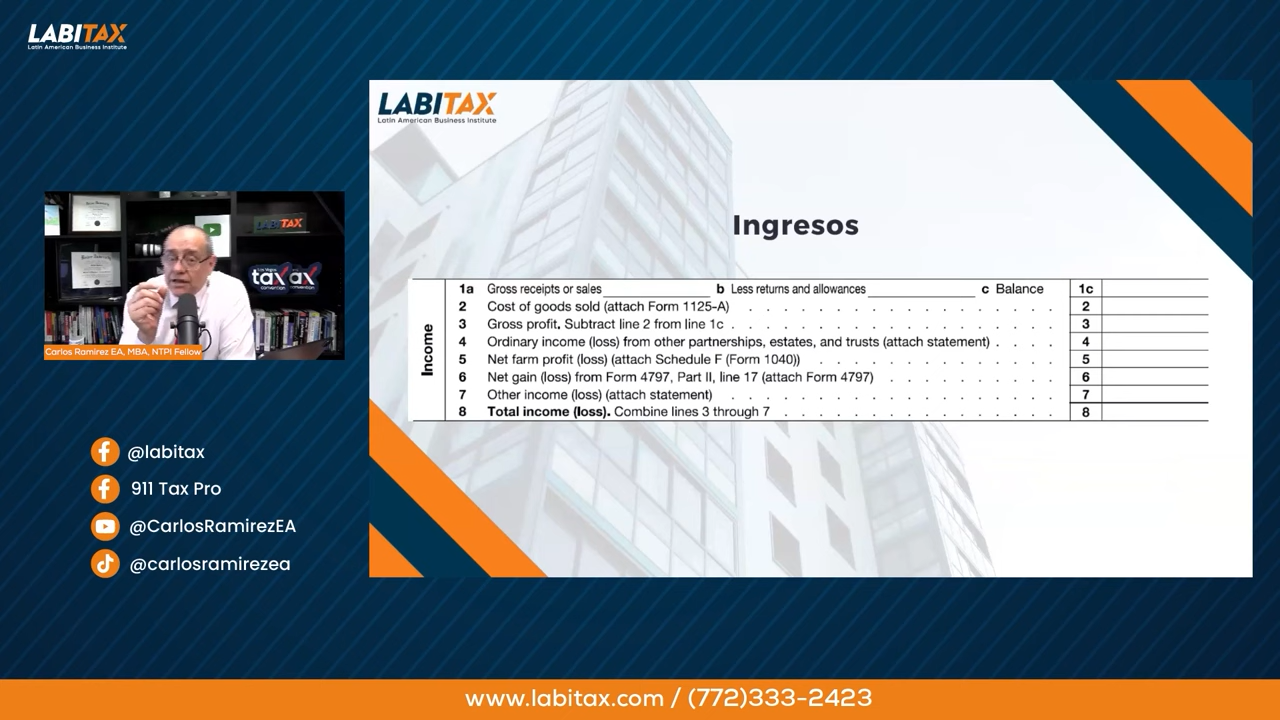 LABITAX
Latin American Business Institute
LABITAX
Latin American Business Institute
Ingresos
Income
1a Gross receipts or sales b Less returns and allowances c Balance 1c
2 Cost of goods sold (attach Form 1125-A) 2
3 Gross profit. Subtract line 2 from line 1c 3
4 Ordinary income (loss) from other partnerships, estates, and trusts (attach statement) 4
5 Net farm profit (loss) (attach Schedule F (Form 1040)) 5
6 Net gain (loss) from Form 4797, Part II, line 17 (attach Form 4797) 6
7 Other income (loss) (attach statement) 7
8 Total income (loss). Combine lines 3 through 7 8
LABITAX
tax
convention
tax
convention
Carlos Ramirez EA, MBA, NTPI Fellow
@labitax
911 Tax Pro
@CarlosRamirezEA
@carlosramirezea
www.labitax.com / (772)333-2423